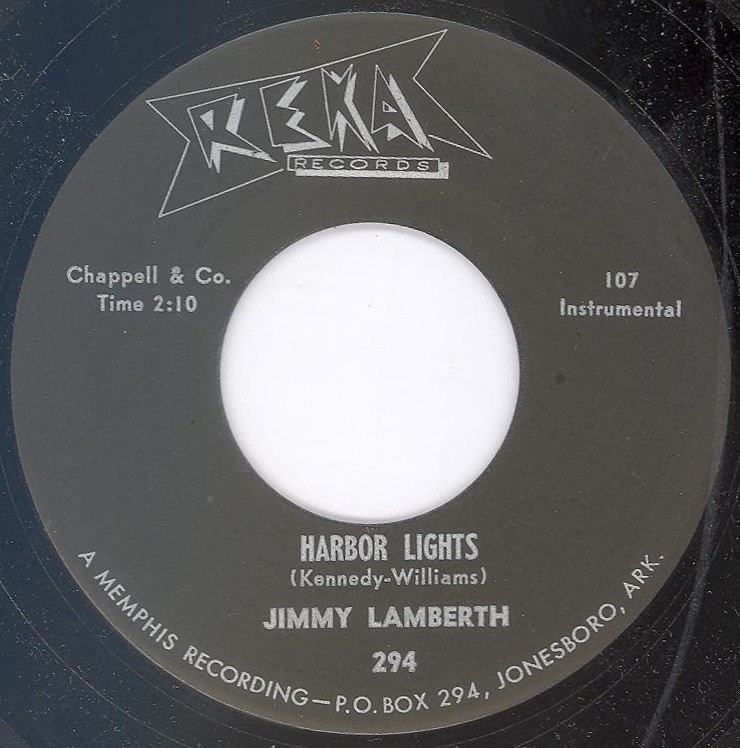 REKA
RECORDS
Chappell & Co.
Time 2:10
107
Instrumental
HARBOR LIGHTS
(Kennedy-Williams)
JIMMY LAMBERTH
294
A MEMPHIS RECORDING—P.O. BOX 294, JONESBORO, ARK.